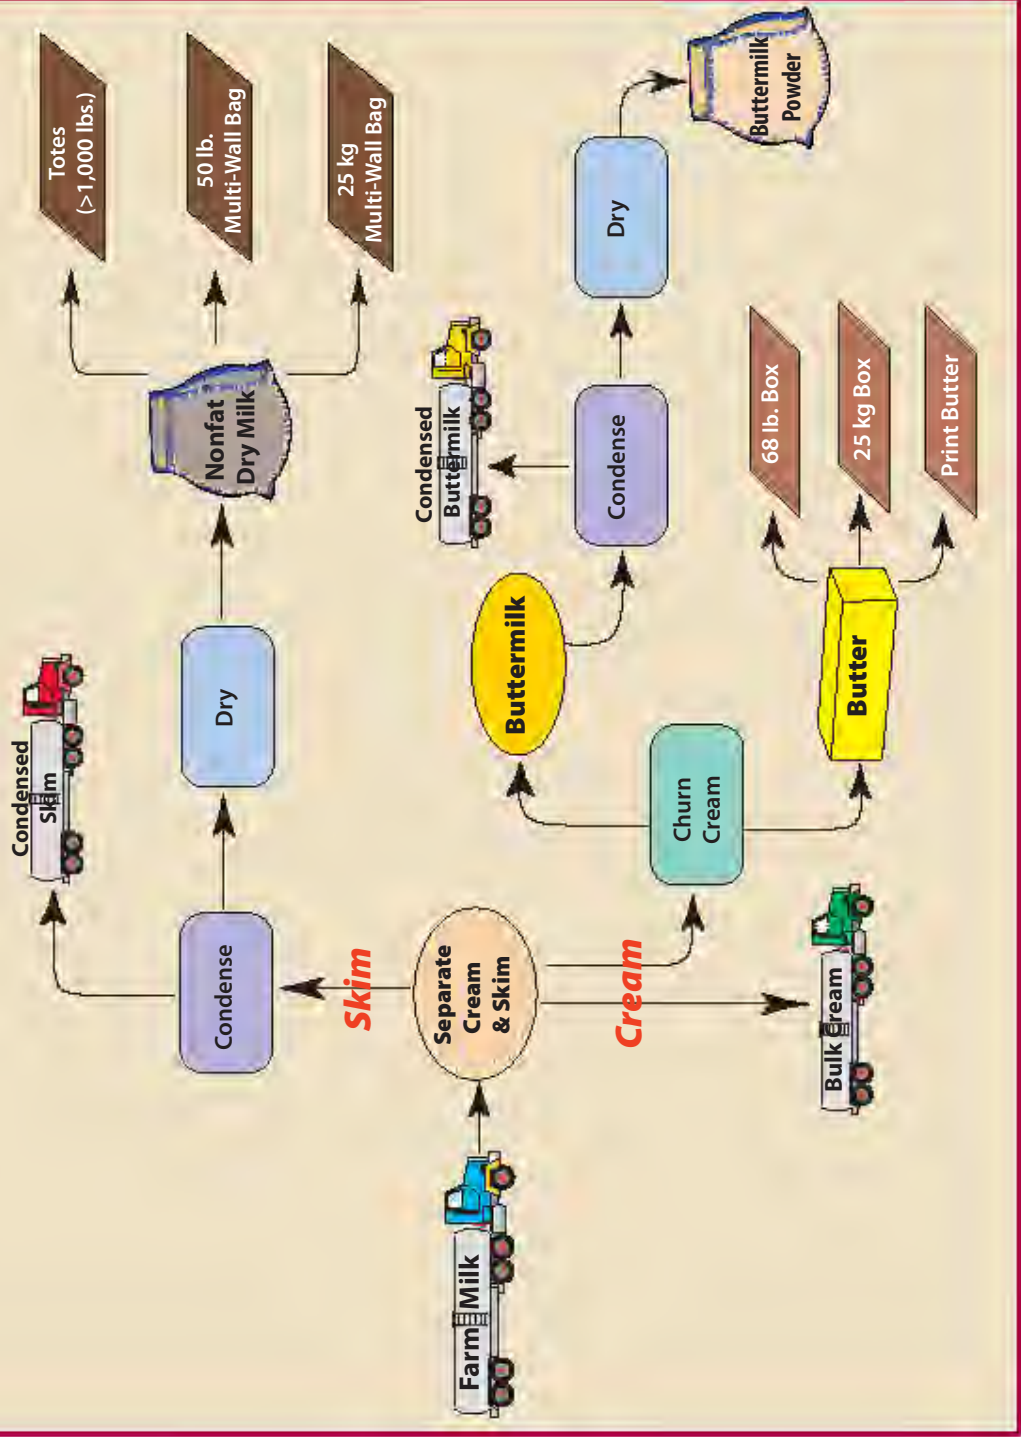 Farm Milk
Separate
Cream
& Skim
Skim
Cream
Condense
Condensed
Skim
Dry
Nonfat
Dry Milk
Totes
(>1,000 lbs.)
50 lb.
Multi-Wall Bag
25 kg
Multi-Wall Bag
Bulk Cream
Churn
Cream
Buttermilk
Condense
Condensed
Buttermilk
Dry
Buttermilk
Powder
Butter
68 lb. Box
25 kg Box
Print Butter